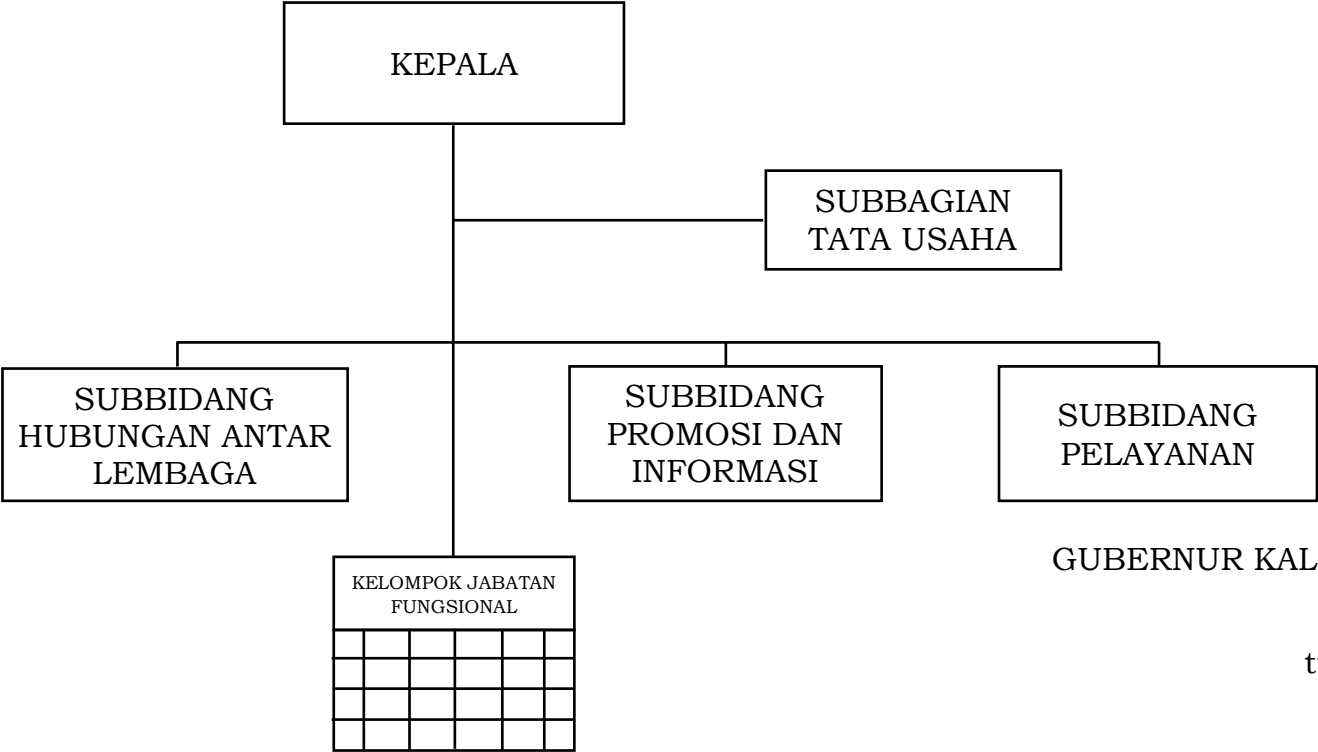 KEPALA
SUBBAGIAN
TATA USAHA
SUBBIDANG
HUBUNGAN ANTAR
LEMBAGA
SUBBIDANG
PROMOSI DAN
INFORMASI
SUBBIDANG
PELAYANAN
KELOMPOK JABATAN
FUNGSIONAL
GUBERNUR KAL